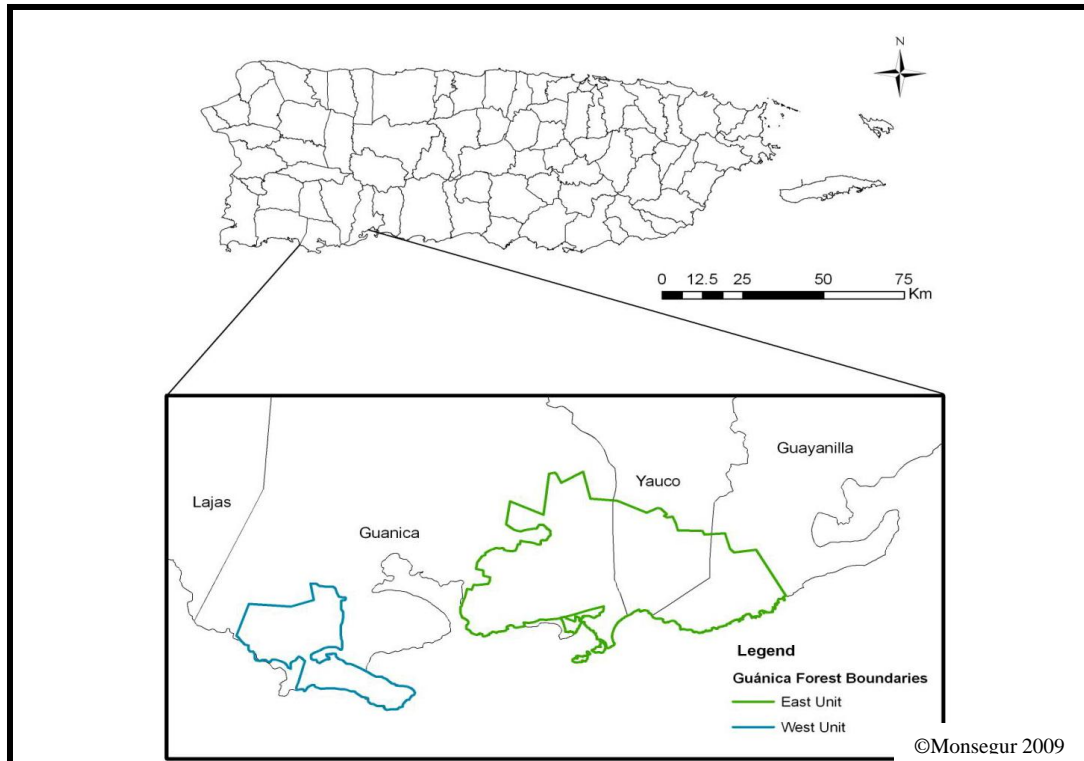 N
0 12.5 25 50 75
Km
Guayanilla
Yauco
Lajas
Guanica
Legend
Guánica Forest Boundaries
East Unit
West Unit
©Monsegur 2009